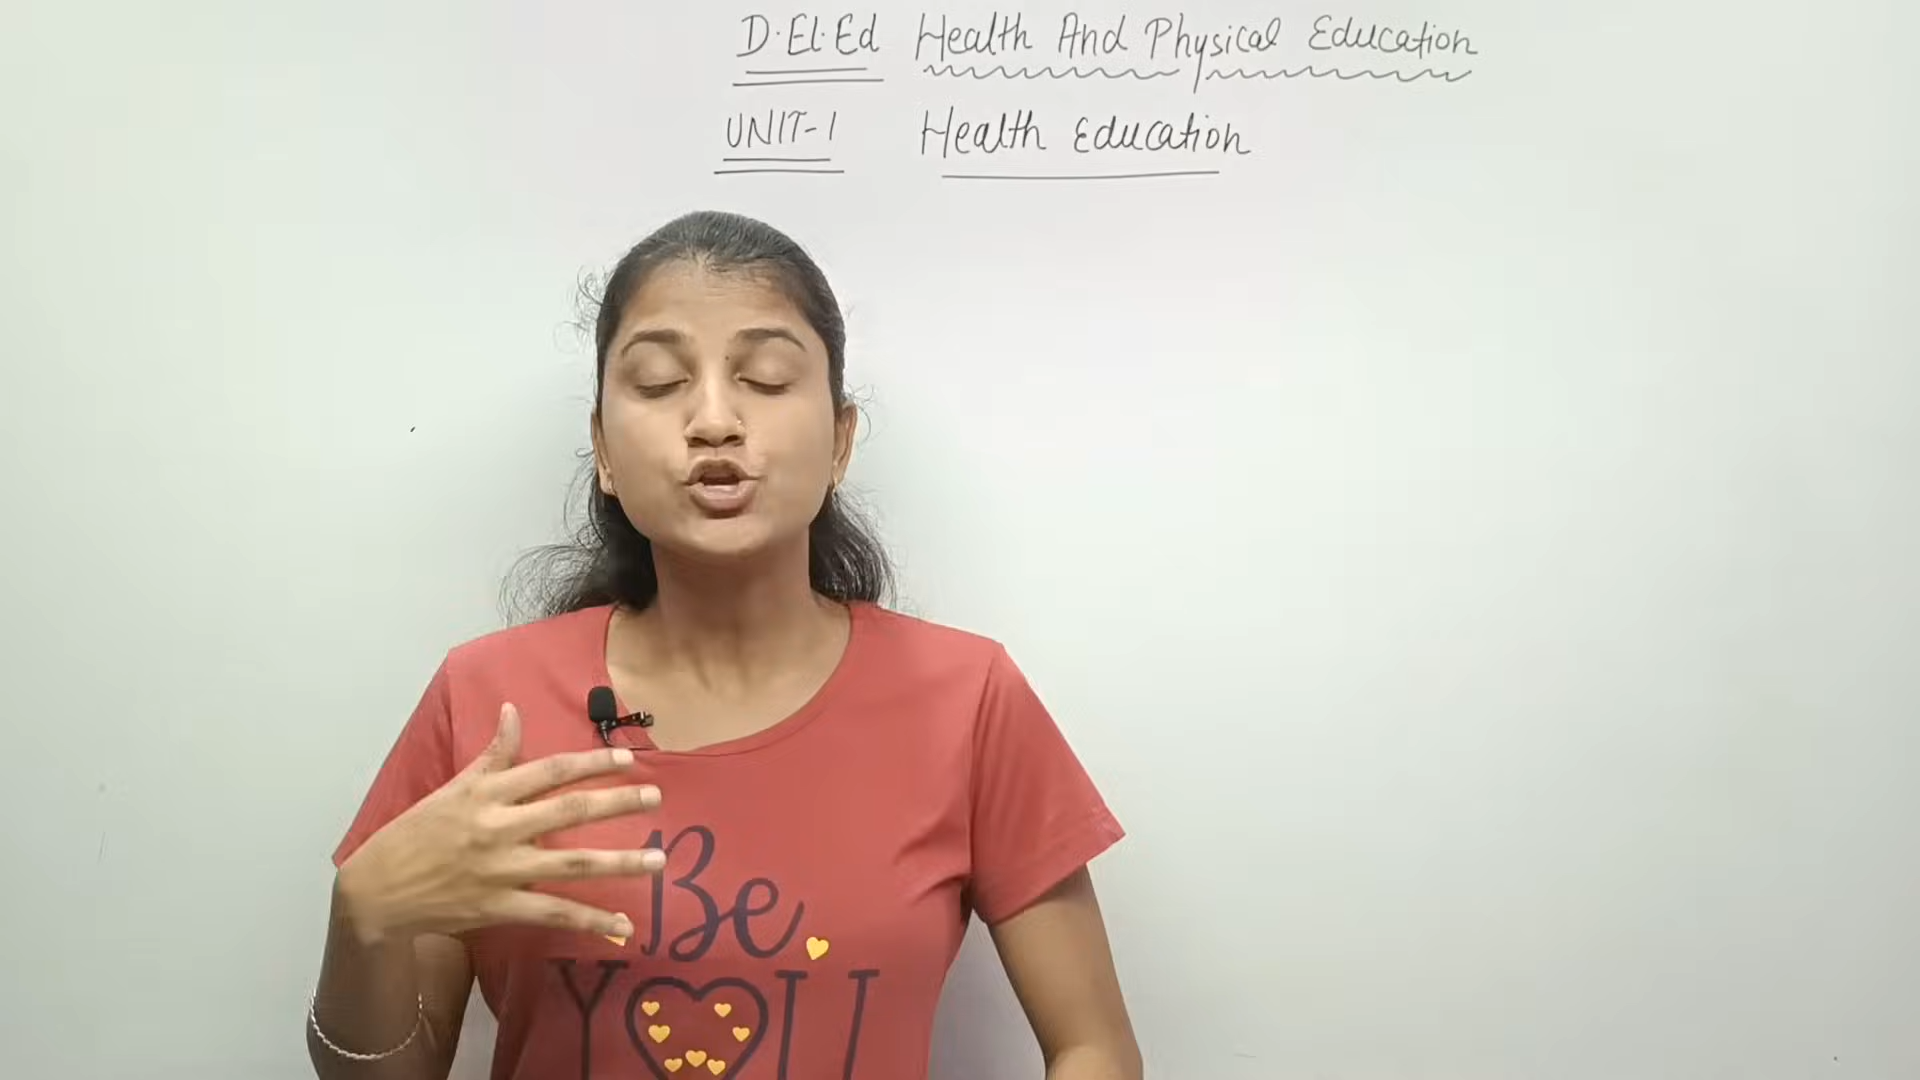 D.El.Ed Health And Physical Education
UNIT-1 Health Education
Be
YOU